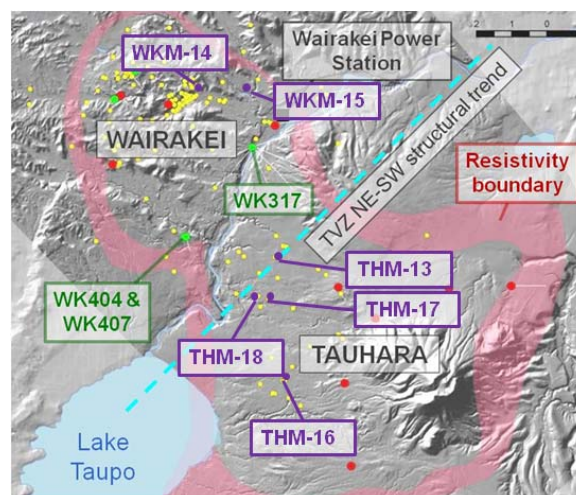 WKM-14
Wairakei Power
Station
-2 0 2
WKM-15
WAIRAKEI
TVZ NE-SW structural trend
Resistivity
boundary
WK317
THM-13
WK404 &
WK407
THM-17
THM-18
TAUHARA
THM-16
Lake
Taupo